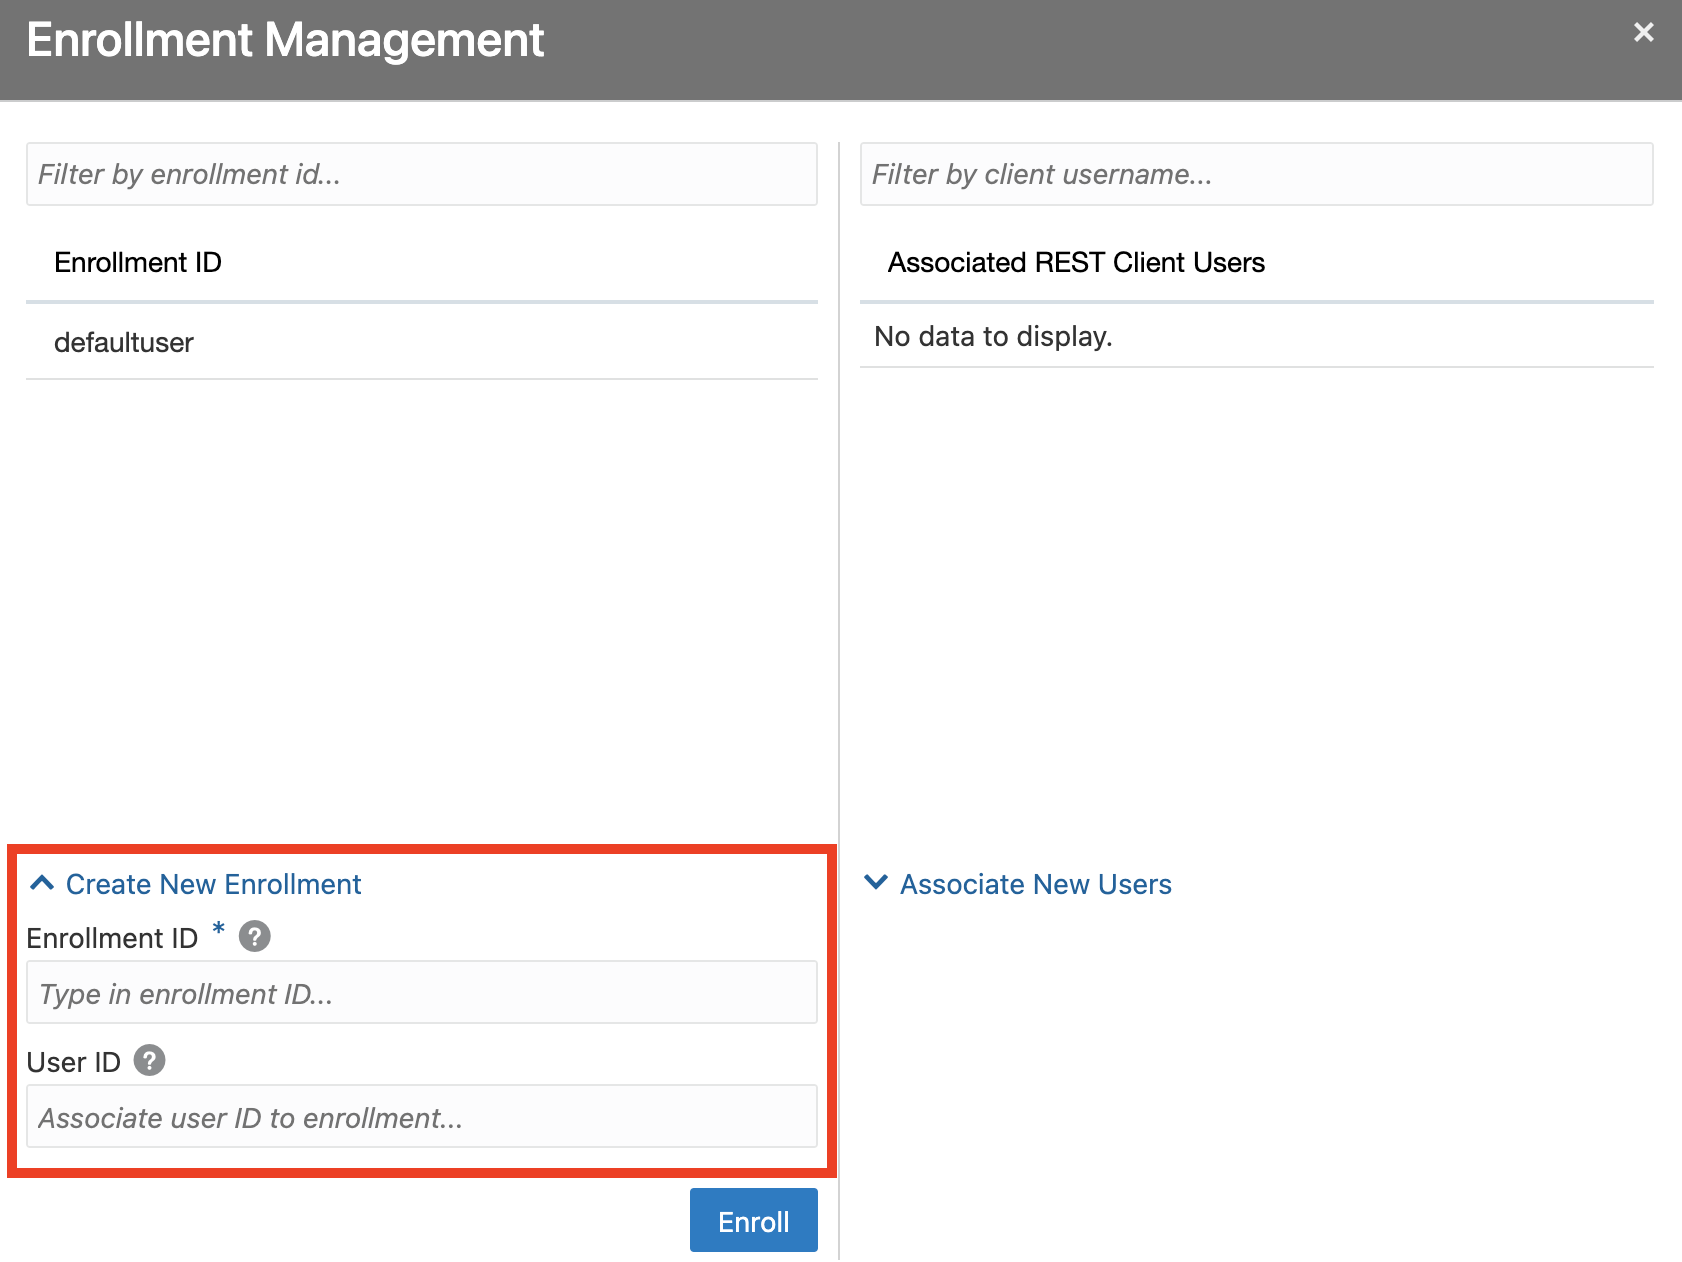 Enrollment Management
×
Filter by enrollment id...
Enrollment ID
defaultuser
Filter by client username...
Associated REST Client Users
No data to display.
Create New Enrollment
Enrollment ID * ?
Type in enrollment ID...
User ID ?
Associate user ID to enrollment...
Enroll
Associate New Users